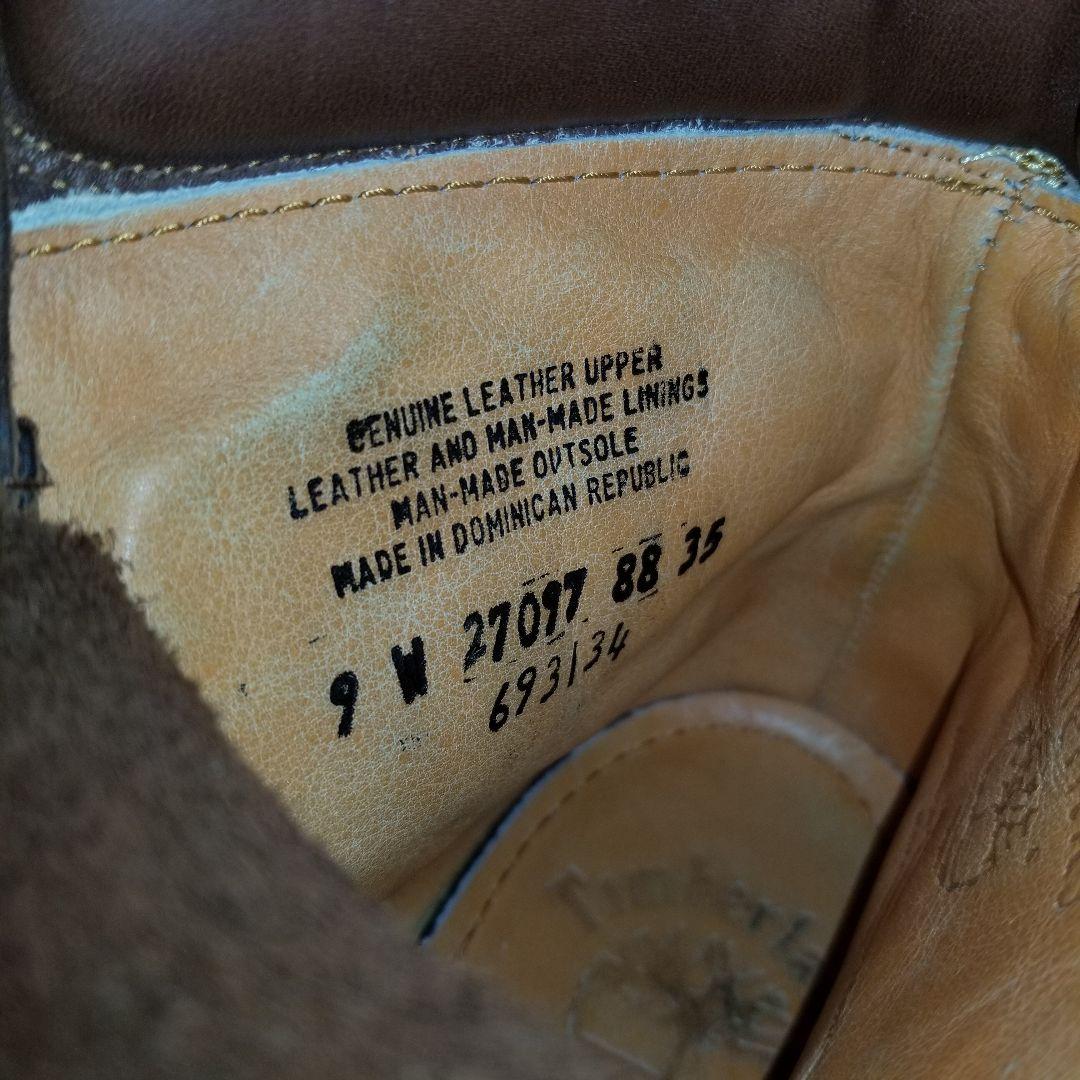 GENUINE LEATHER UPPER
LEATHER AND MAN-MADE LININGS
MAN-MADE OUTSOLE
MADE IN DOMINICAN REPUBLIC
9 W 27097 88 35
693134
Timberla